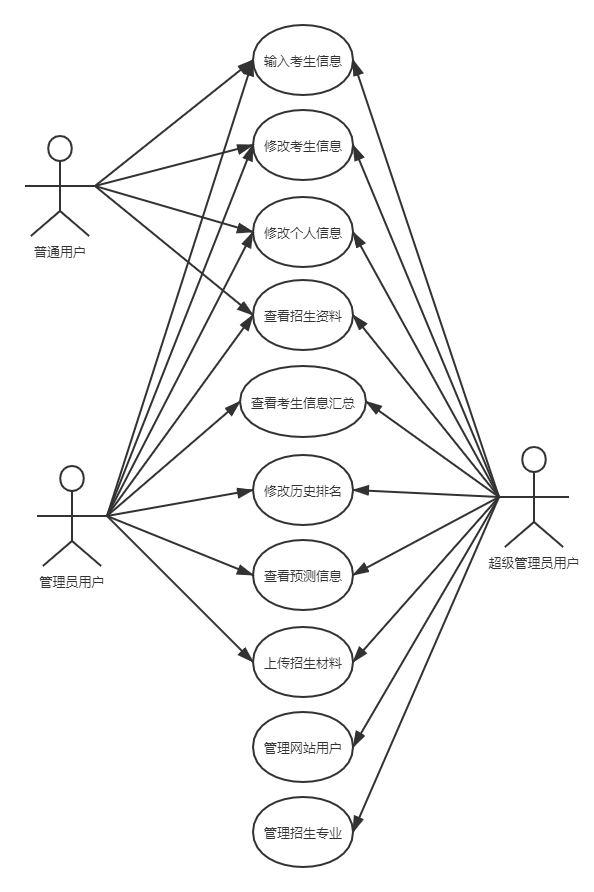 输入考生信息
修改考生信息
普通用户
修改个人信息
查看招生资料
查看考生信息汇总
修改历史排名
管理员用户
查看预测信息
超级管理员用户
上传招生材料
管理网站用户
管理招生专业